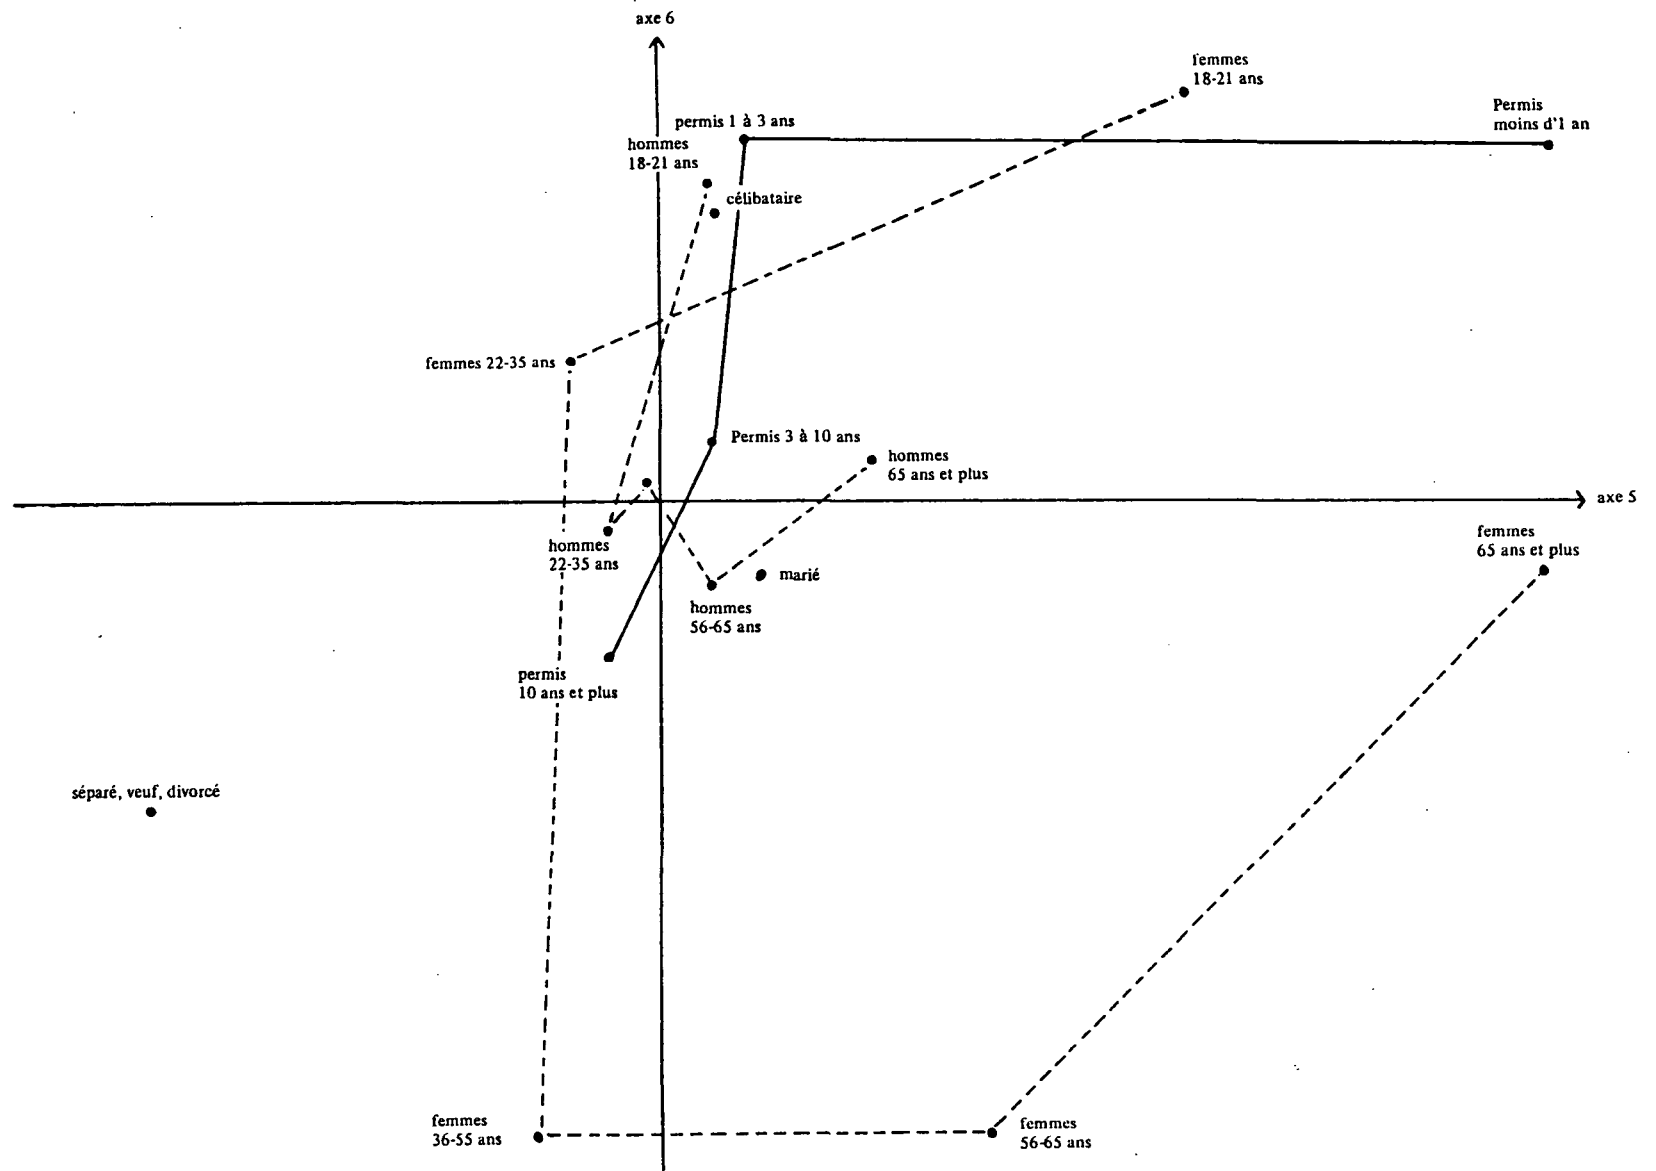 axe 6
femmes
18-21 ans
Permis
moins d'1 an
permis 1 à 3 ans
hommes
18-21 ans
célibataire
femmes 22-35 ans
Permis 3 à 10 ans
hommes
65 ans et plus
axe 5
femmes
65 ans et plus
hommes
22-35 ans
marié
hommes
56-65 ans
permis
10 ans et plus
séparé, veuf, divorcé
femmes
36-55 ans
femmes
56-65 ans